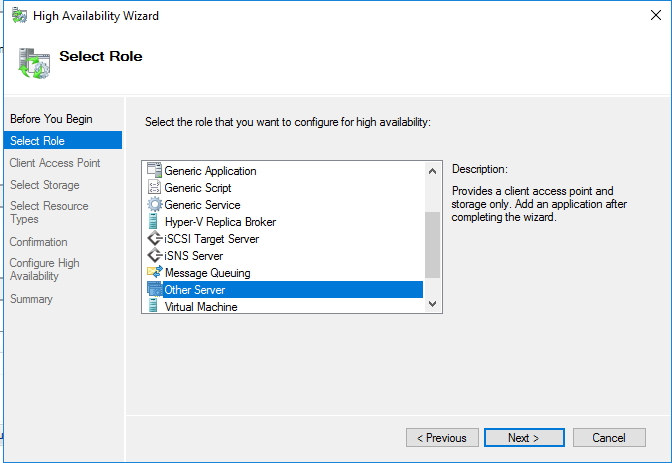 High Availability Wizard
Select Role
Before You Begin
Select Role
Client Access Point
Select Storage
Select Resource
Types
Confirmation
Configure High
Availability
Summary
Select the role that you want to configure for high availability:
Generic Application
Generic Script
Generic Service
Hyper-V Replica Broker
iSCSI Target Server
iSNS Server
Message Queuing
Other Server
Virtual Machine
Description:
Provides a client access point and
storage only. Add an application after
completing the wizard.
< Previous
Next >
Cancel